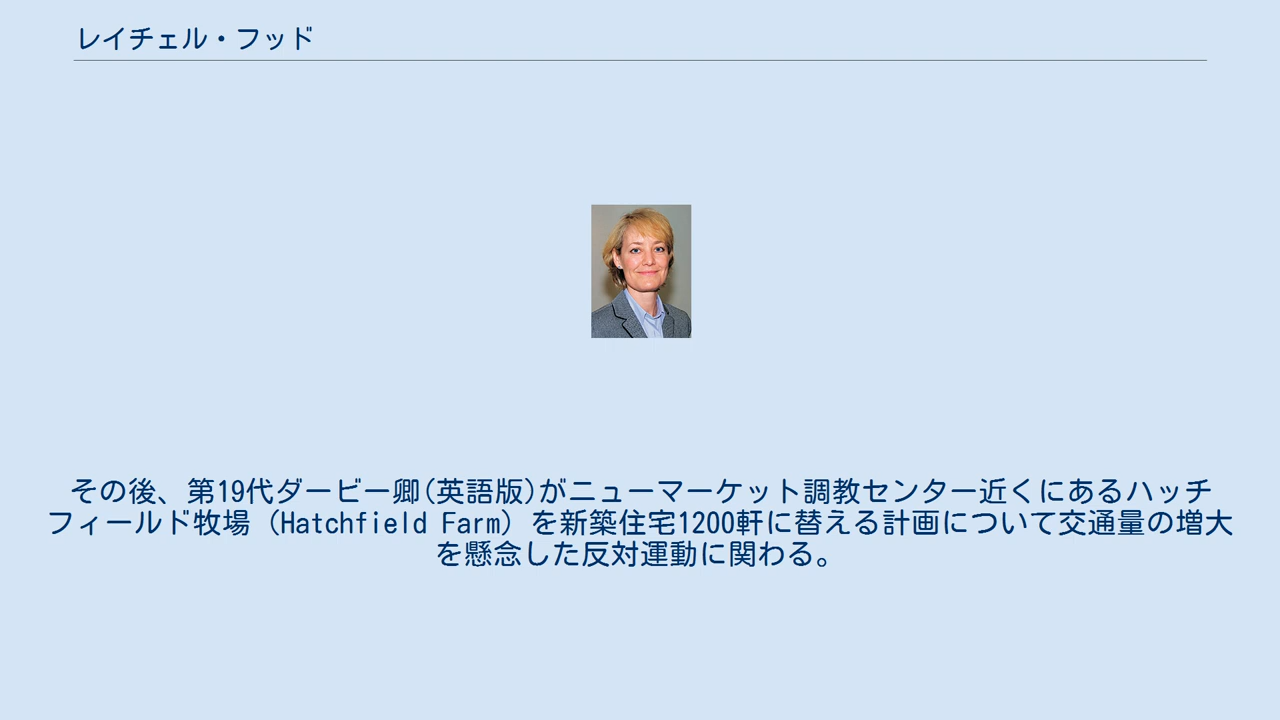 レイチェル・フッド
その後、第19代ダービー卿(英語版)がニューマーケット調教センター近くにあるハッチ
フィールド牧場（Hatchfield Farm）を新築住宅1200軒に替える計画について交通量の増大
を懸念した反対運動に関わる。